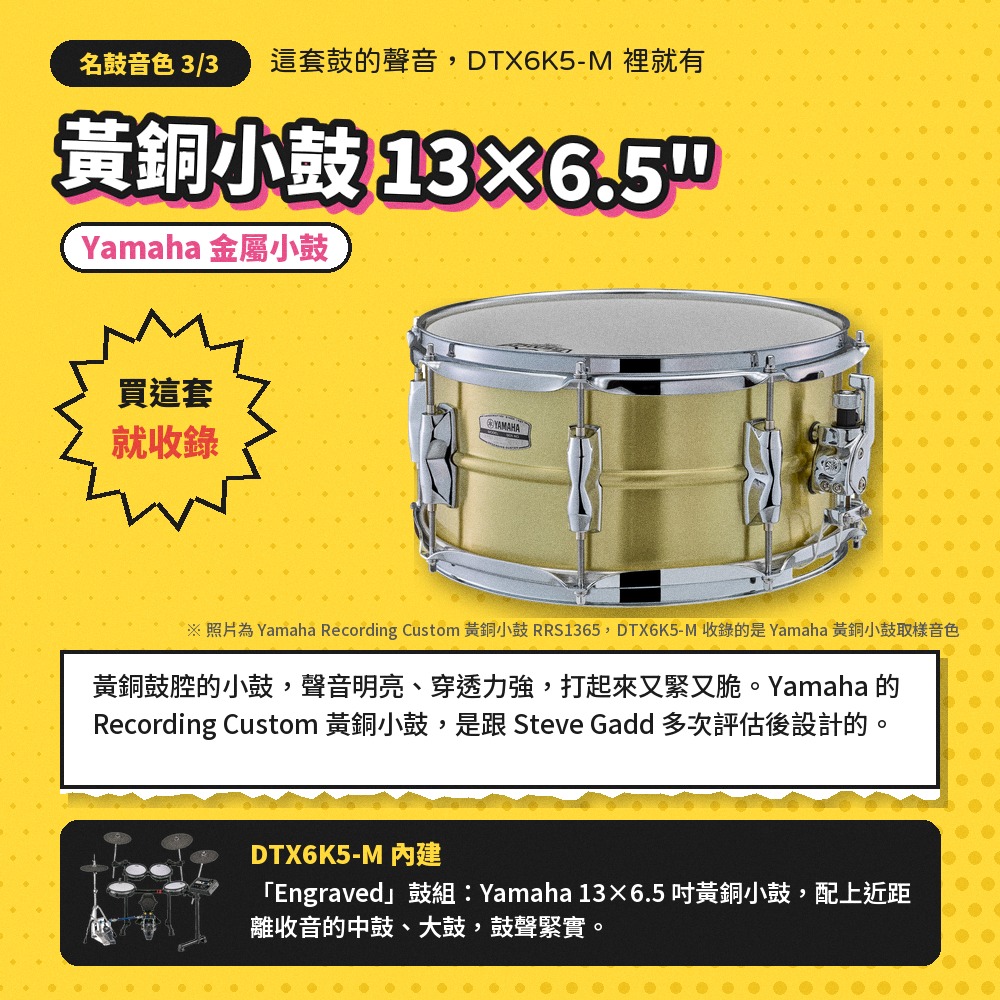 名鼓音色 3/3
這套鼓的聲音，DTX6K5-M 裡就有
黃銅小鼓 13×6.5"
Yamaha 金屬小鼓
買這套
就收錄
YAMAHA
※ 照片為 Yamaha Recording Custom 黃銅小鼓 RRS1365，DTX6K5-M 收錄的是 Yamaha 黃銅小鼓取樣音色
黃銅鼓腔的小鼓，聲音明亮、穿透力強，打起來又緊又脆。Yamaha 的
Recording Custom 黃銅小鼓，是跟 Steve Gadd 多次評估後設計的。
DTX6K5-M 內建
「Engraved」鼓組：Yamaha 13×6.5 吋黃銅小鼓，配上近距
離收音的中鼓、大鼓，鼓聲緊實。